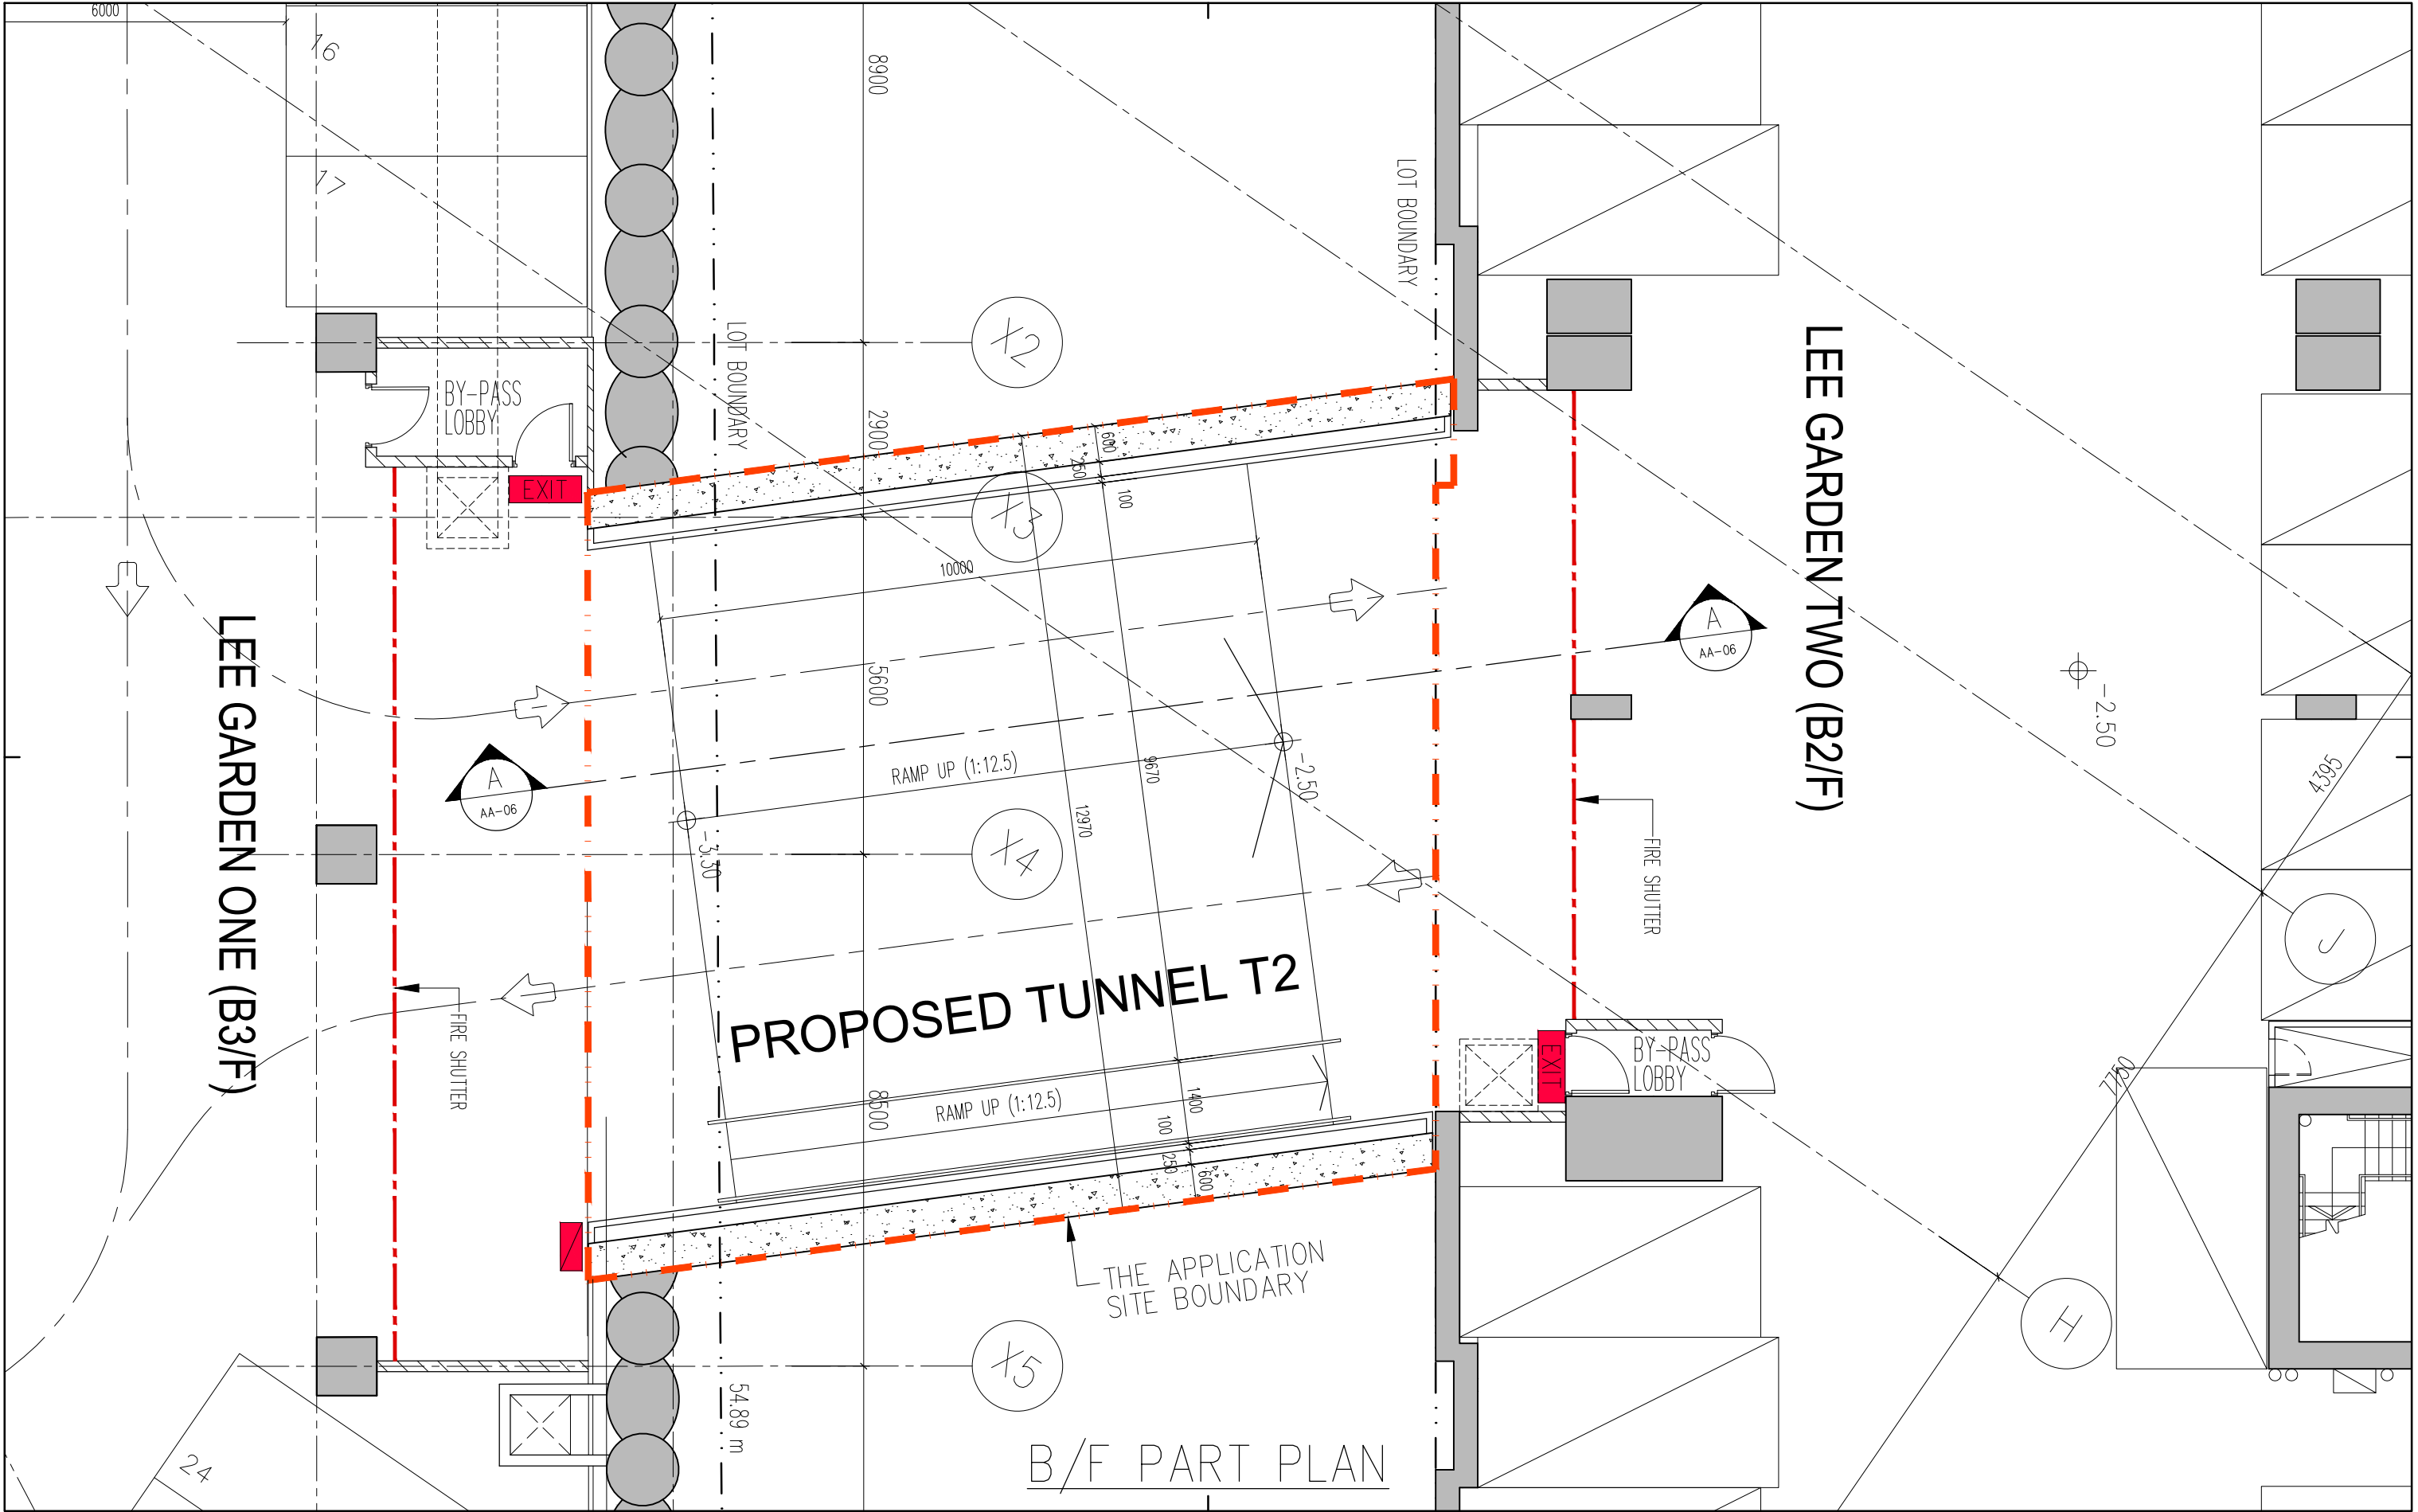 6000
16
17
8900
LOT BOUNDARY
LOT BOUNDARY
X2
BY-PASS
LOBBY
2900
EXIT
X3
600
250
100
10000
LEE GARDEN ONE (B3/F)
LEE GARDEN TWO (B2/F)
A
AA-06
A
AA-06
5600
RAMP UP (1:12.5)
9670
12970
-2.50
-3.30
-2.50
4395
X4
FIRE SHUTTER
FIRE SHUTTER
J
PROPOSED TUNNEL T2
EXIT
BY-PASS
LOBBY
7750
8500
RAMP UP (1:12.5)
1400
100
250
600
THE APPLICATION
SITE BOUNDARY
H
X5
54.89 m
24
B/F PART PLAN